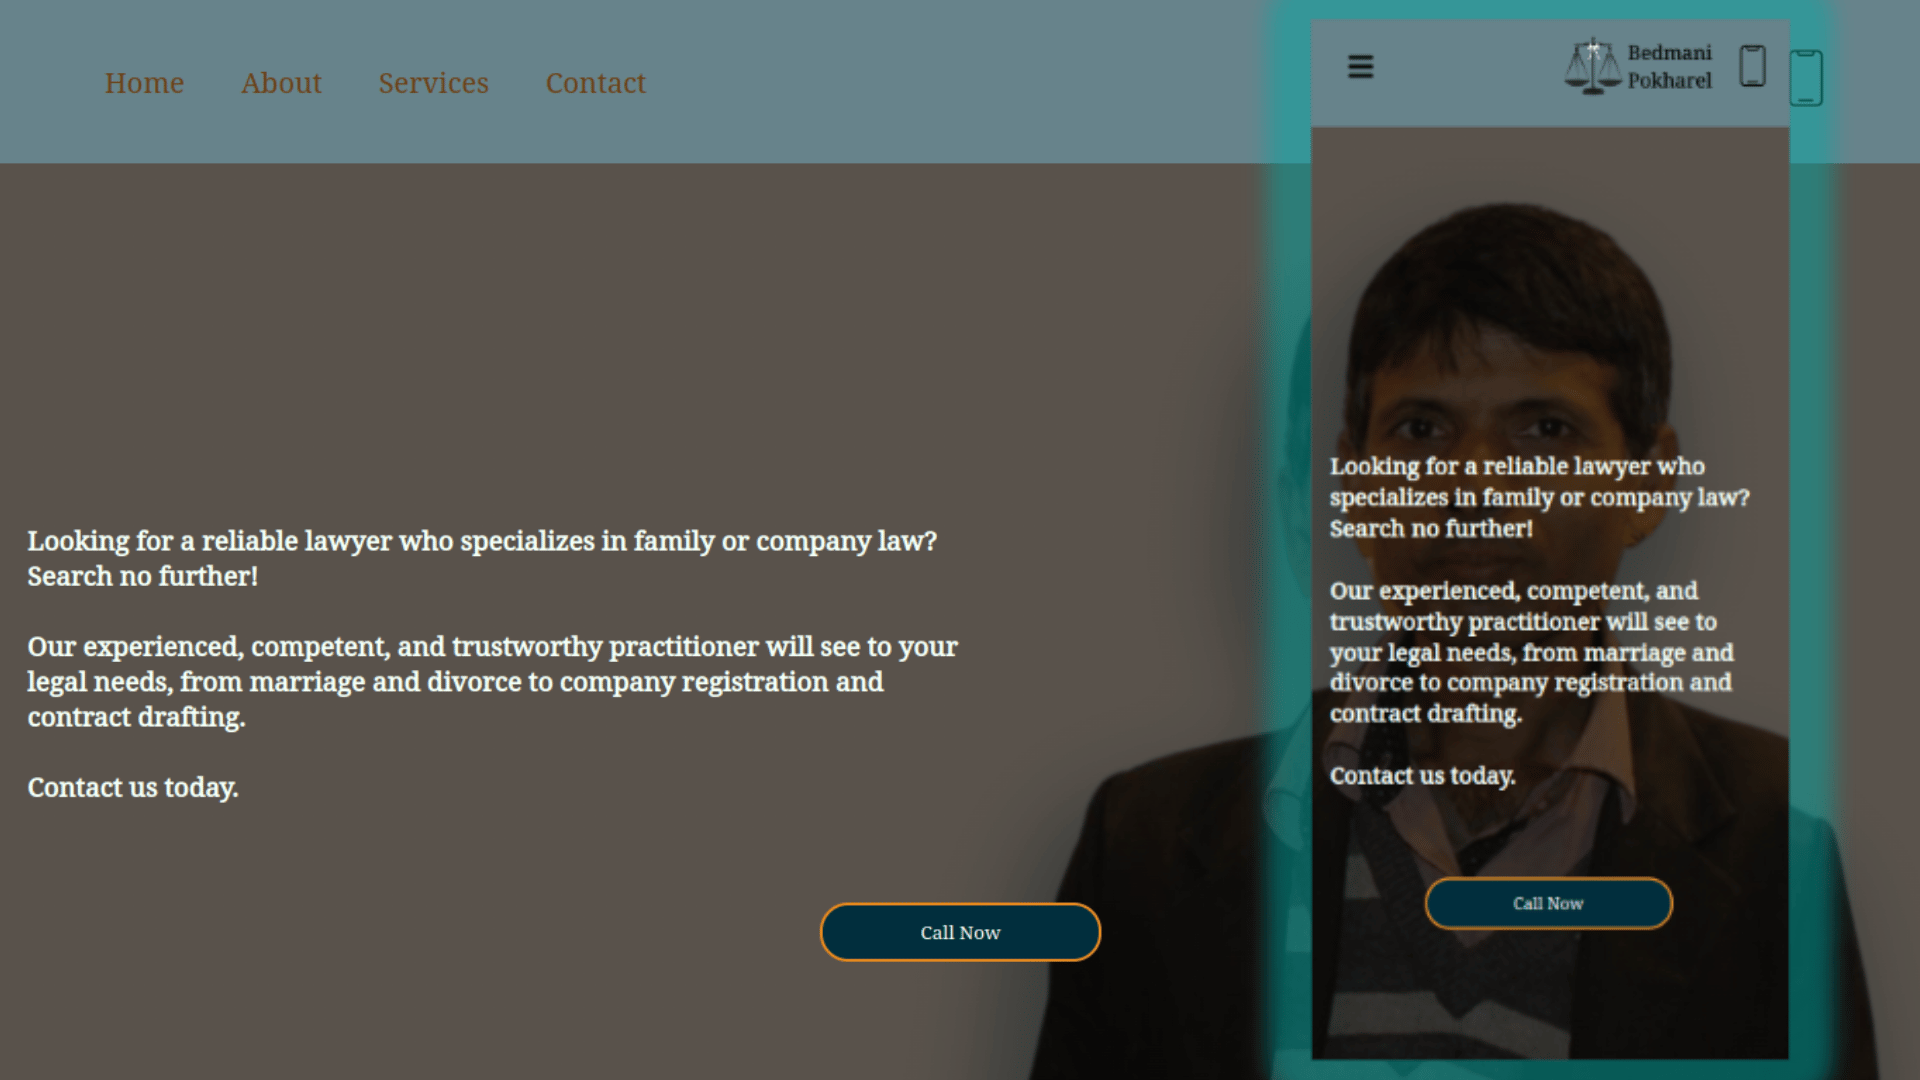 Home About Services Contact
Looking for a reliable lawyer who specializes in family or company law?
Search no further!
Our experienced, competent, and trustworthy practitioner will see to your
legal needs, from marriage and divorce to company registration and
contract drafting.
Contact us today.
Call Now
Bedmani
Pokharel
Looking for a reliable lawyer who
specializes in family or company law?
Search no further!
Our experienced, competent, and
trustworthy practitioner will see to
your legal needs, from marriage and
divorce to company registration and
contract drafting.
Contact us today.
Call Now